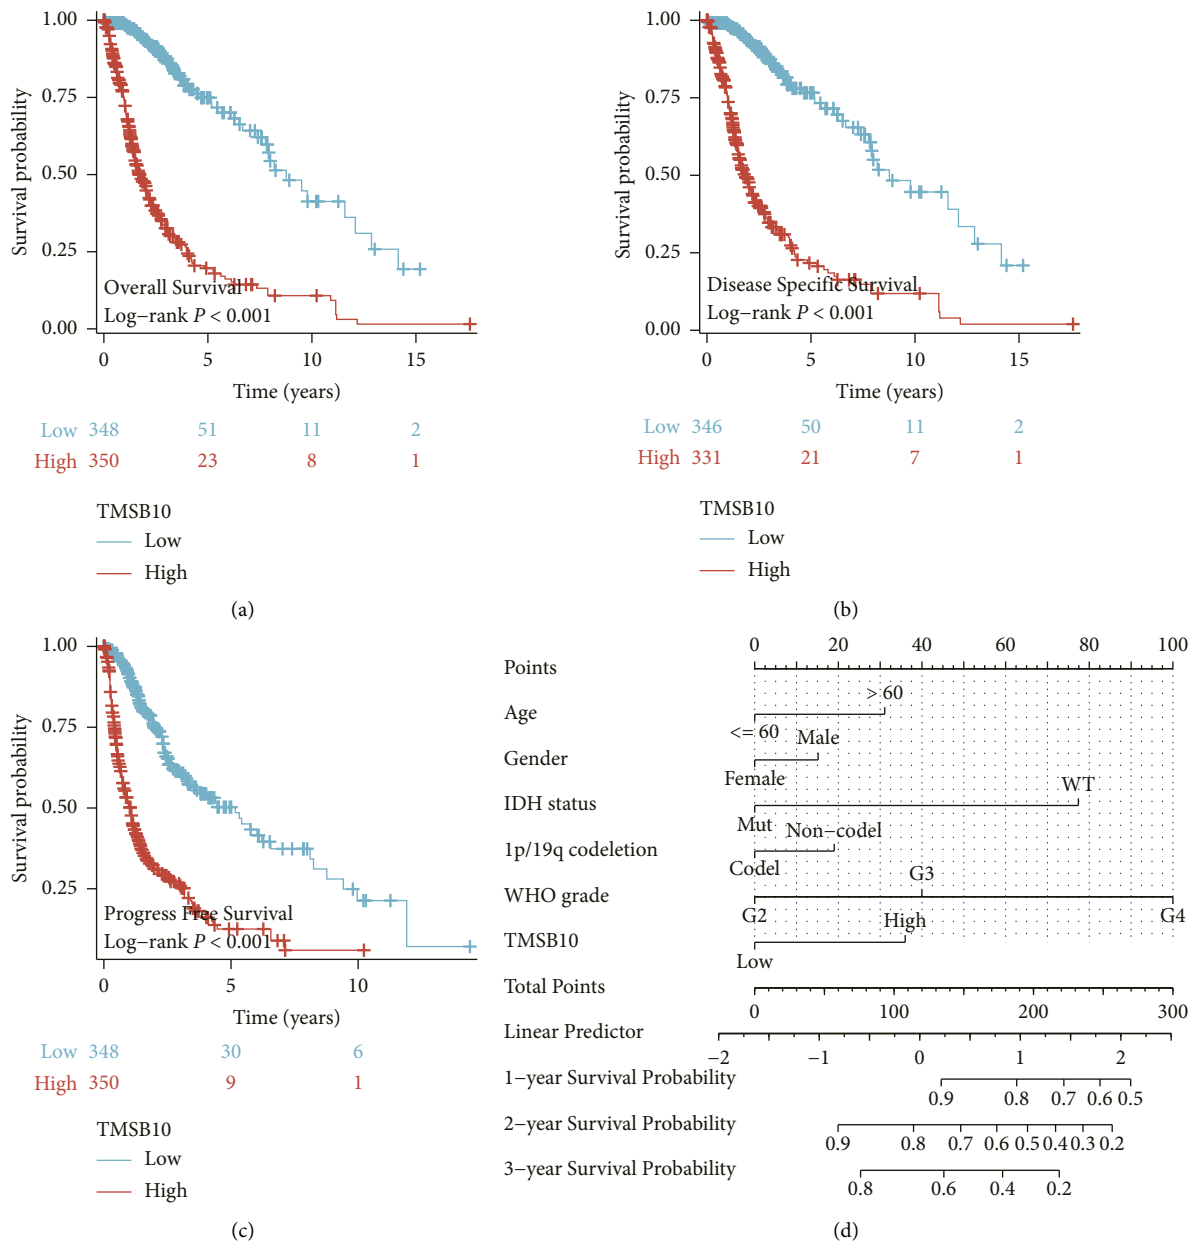 1.00
0.75
0.50
0.25
0.00
Survival probability
Overall Survival
Log−rank P < 0.001
0 5 10 15
Time (years)
Low 348 51 11 2
High 350 23 8 1
TMSB10
Low
High
(a)
1.00
0.75
0.50
0.25
0.00
Survival probability
Disease Specific Survival
Log−rank P < 0.001
0 5 10 15
Time (years)
Low 346 50 11 2
High 331 21 7 1
TMSB10
Low
High
(b)
1.00
0.75
0.50
0.25
Survival probability
Progress Free Survival
Log−rank P < 0.001
0 5 10
Time (years)
Low 348 30 6
High 350 9 1
TMSB10
Low
High
(c)
0 20 40 60 80 100
Points
> 60
Age
<= 60 Male
Gender
Female WT
IDH status
Mut Non−codel
1p/19q codeletion
Codel G3
WHO grade
G2 High G4
TMSB10
Low
Total Points
0 100 200 300
Linear Predictor
−2 −1 0 1 2
1−year Survival Probability
0.9 0.8 0.7 0.6 0.5
2−year Survival Probability
0.9 0.8 0.7 0.6 0.5 0.4 0.3 0.2
3−year Survival Probability
0.8 0.6 0.4 0.2
(d)